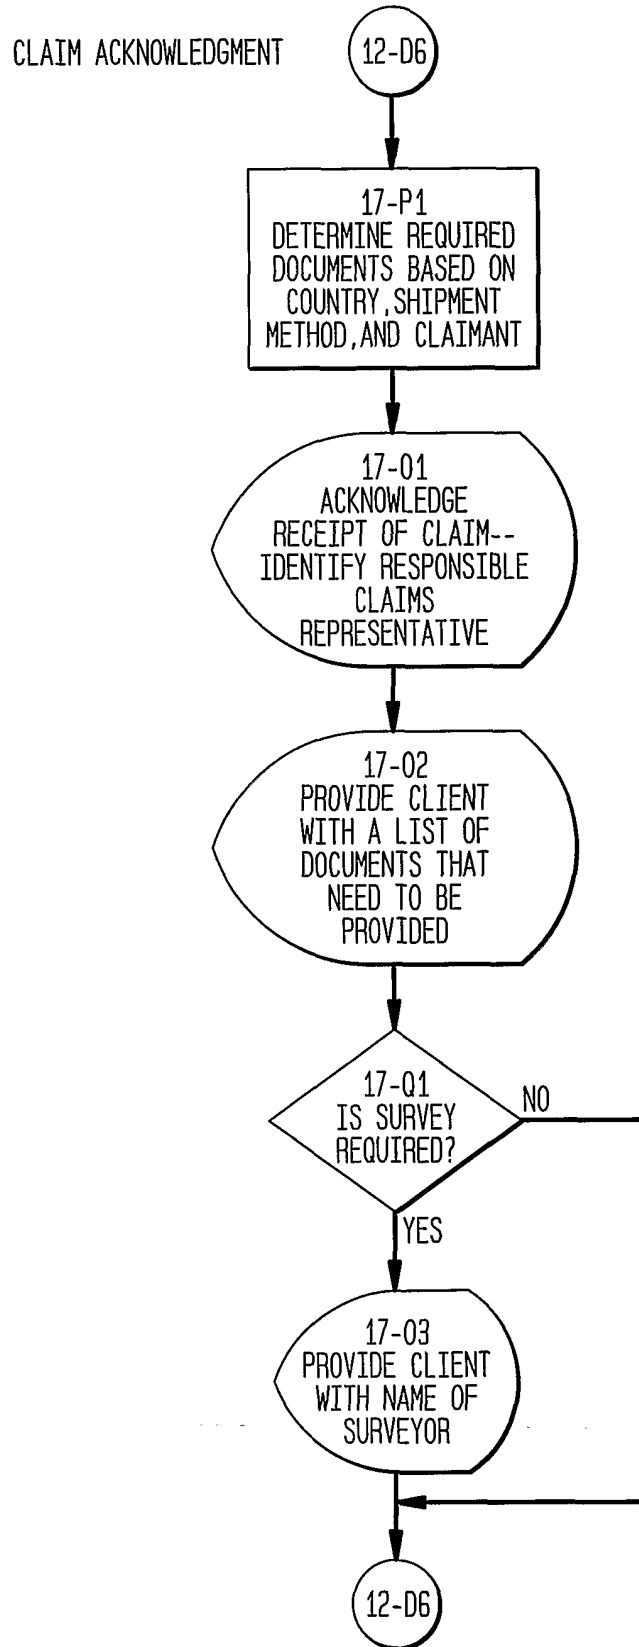 CLAIM ACKNOWLEDGMENT
12-D6
17-P1
DETERMINE REQUIRED
DOCUMENTS BASED ON
COUNTRY,SHIPMENT
METHOD,AND CLAIMANT
17-01
ACKNOWLEDGE
RECEIPT OF CLAIM--
IDENTIFY RESPONSIBLE
CLAIMS
REPRESENTATIVE
17-02
PROVIDE CLIENT
WITH A LIST OF
DOCUMENTS THAT
NEED TO BE
PROVIDED
17-Q1
IS SURVEY
REQUIRED?
NO
YES
17-03
PROVIDE CLIENT
WITH NAME OF
SURVEYOR
12-D6